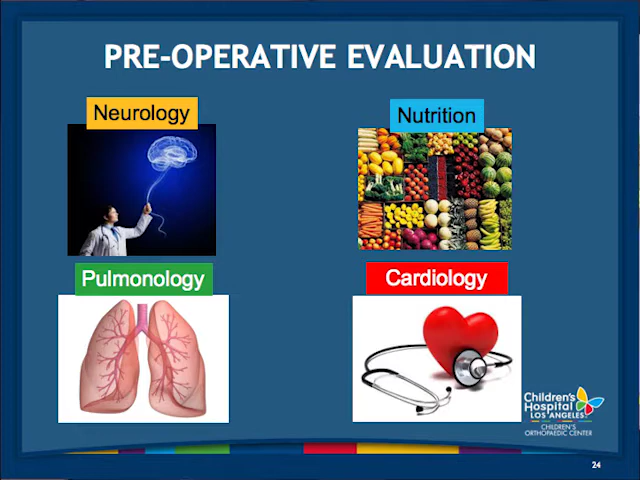 PRE-OPERATIVE EVALUATION
Neurology
Nutrition
Pulmonology
Cardiology
Children's
Hospital
LOS ANGELES
CHILDREN'S
ORTHOPAEDIC CENTER
24